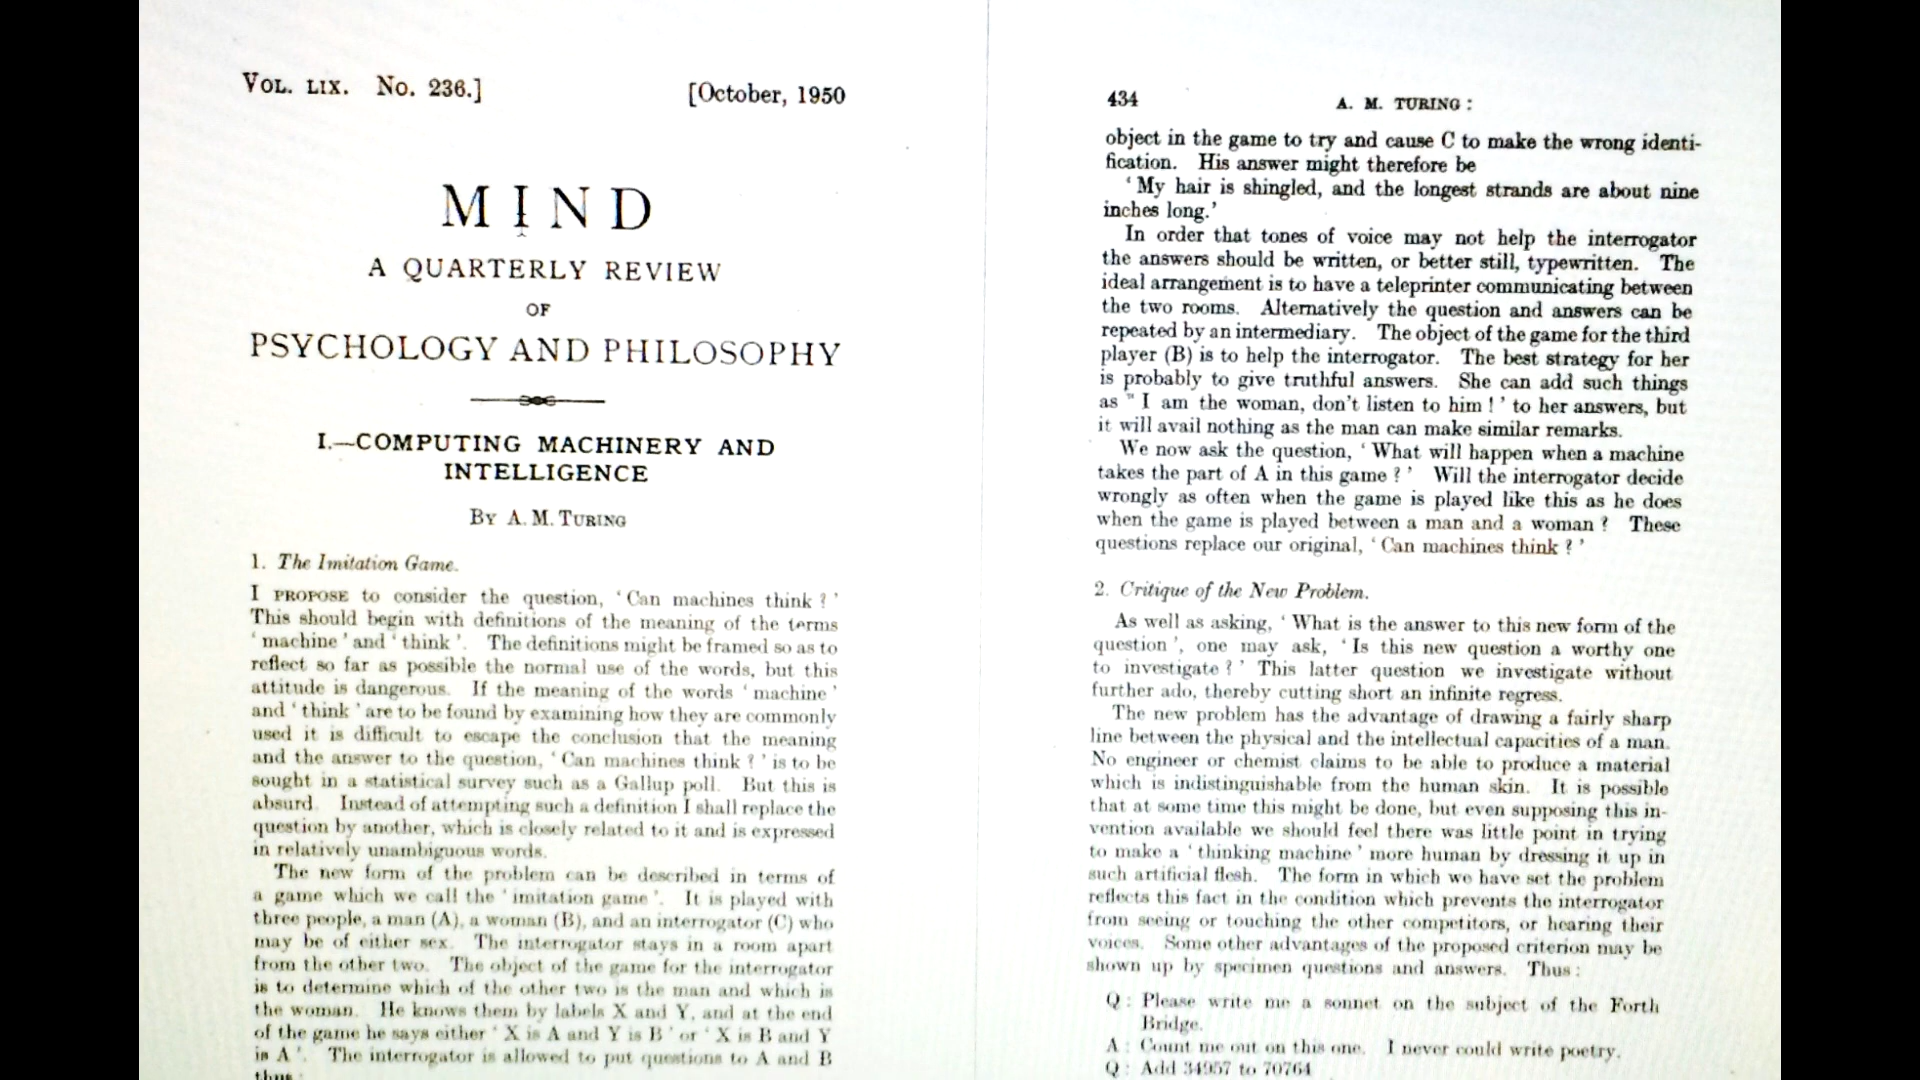 VOL. LIX. No. 236.] [October, 1950
MIND
A QUARTERLY REVIEW
OF
PSYCHOLOGY AND PHILOSOPHY
I.—COMPUTING MACHINERY AND
INTELLIGENCE
BY A. M. TURING
1. The Imitation Game.
I PROPOSE to consider the question, ‘Can machines think?’
This should begin with definitions of the meaning of the terms
‘machine’ and ‘think’. The definitions might be framed so as to
reflect so far as possible the normal use of the words, but this
attitude is dangerous. If the meaning of the words ‘machine’
and ‘think’ are to be found by examining how they are commonly
used it is difficult to escape the conclusion that the meaning
and the answer to the question, ‘Can machines think?’ is to be
sought in a statistical survey such as a Gallup poll. But this is
absurd. Instead of attempting such a definition I shall replace the
question by another, which is closely related to it and is expressed
in relatively unambiguous words.
The new form of the problem can be described in terms of
a game which we call the ‘imitation game’. It is played with
three people, a man (A), a woman (B), and an interrogator (C) who
may be of either sex. The interrogator stays in a room apart
from the other two. The object of the game for the interrogator
is to determine which of the other two is the man and which is
the woman. He knows them by labels X and Y, and at the end
of the game he says either ‘X is A and Y is B’ or ‘X is B and Y
is A’. The interrogator is allowed to put questions to A and B
thus:
434 A. M. TURING:
object in the game to try and cause C to make the wrong identi-
fication. His answer might therefore be
‘My hair is shingled, and the longest strands are about nine
inches long.’
In order that tones of voice may not help the interrogator
the answers should be written, or better still, typewritten. The
ideal arrangement is to have a teleprinter communicating between
the two rooms. Alternatively the question and answers can be
repeated by an intermediary. The object of the game for the third
player (B) is to help the interrogator. The best strategy for her
is probably to give truthful answers. She can add such things
as “I am the woman, don't listen to him!’ to her answers, but
it will avail nothing as the man can make similar remarks.
We now ask the question, ‘What will happen when a machine
takes the part of A in this game?’ Will the interrogator decide
wrongly as often when the game is played like this as he does
when the game is played between a man and a woman? These
questions replace our original, ‘Can machines think?’
2. Critique of the New Problem.
As well as asking, ‘What is the answer to this new form of the
question’, one may ask, ‘Is this new question a worthy one
to investigate?’ This latter question we investigate without
further ado, thereby cutting short an infinite regress.
The new problem has the advantage of drawing a fairly sharp
line between the physical and the intellectual capacities of a man.
No engineer or chemist claims to be able to produce a material
which is indistinguishable from the human skin. It is possible
that at some time this might be done, but even supposing this in-
vention available we should feel there was little point in trying
to make a ‘thinking machine’ more human by dressing it up in
such artificial flesh. The form in which we have set the problem
reflects this fact in the condition which prevents the interrogator
from seeing or touching the other competitors, or hearing their
voices. Some other advantages of the proposed criterion may be
shown up by specimen questions and answers. Thus:
Q: Please write me a sonnet on the subject of the Forth
Bridge.
A: Count me out on this one. I never could write poetry.
Q: Add 34957 to 70764